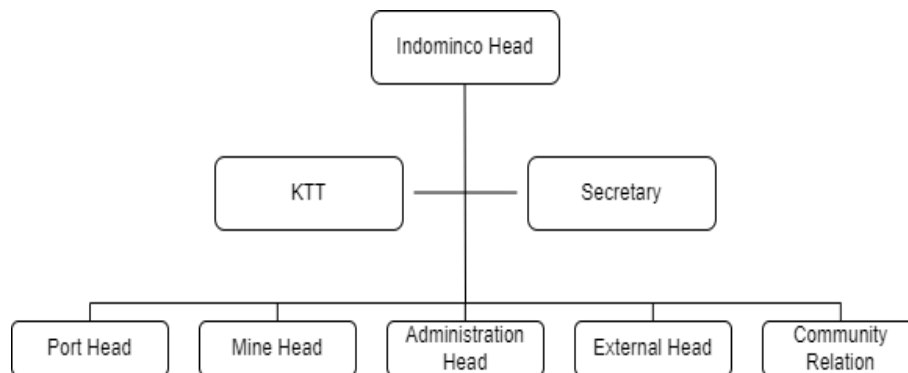 Indominco Head
KTT
Secretary
Port Head
Mine Head
Administration
Head
External Head
Community
Relation